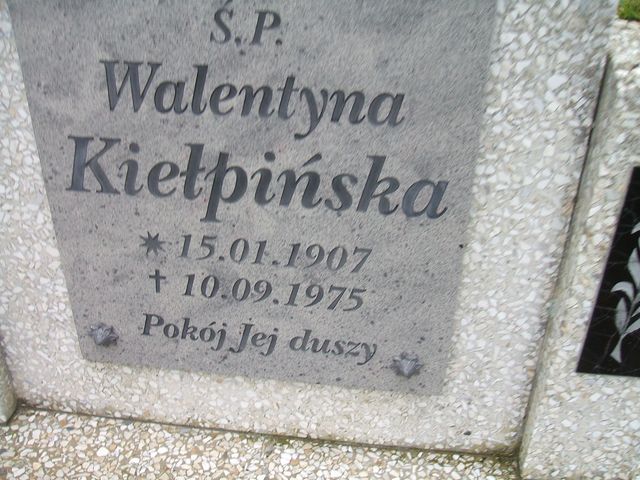 Ś.P.
Walentyna
Kiełpińska
* 15.01.1907
† 10.09.1975
Pokój Jej duszy